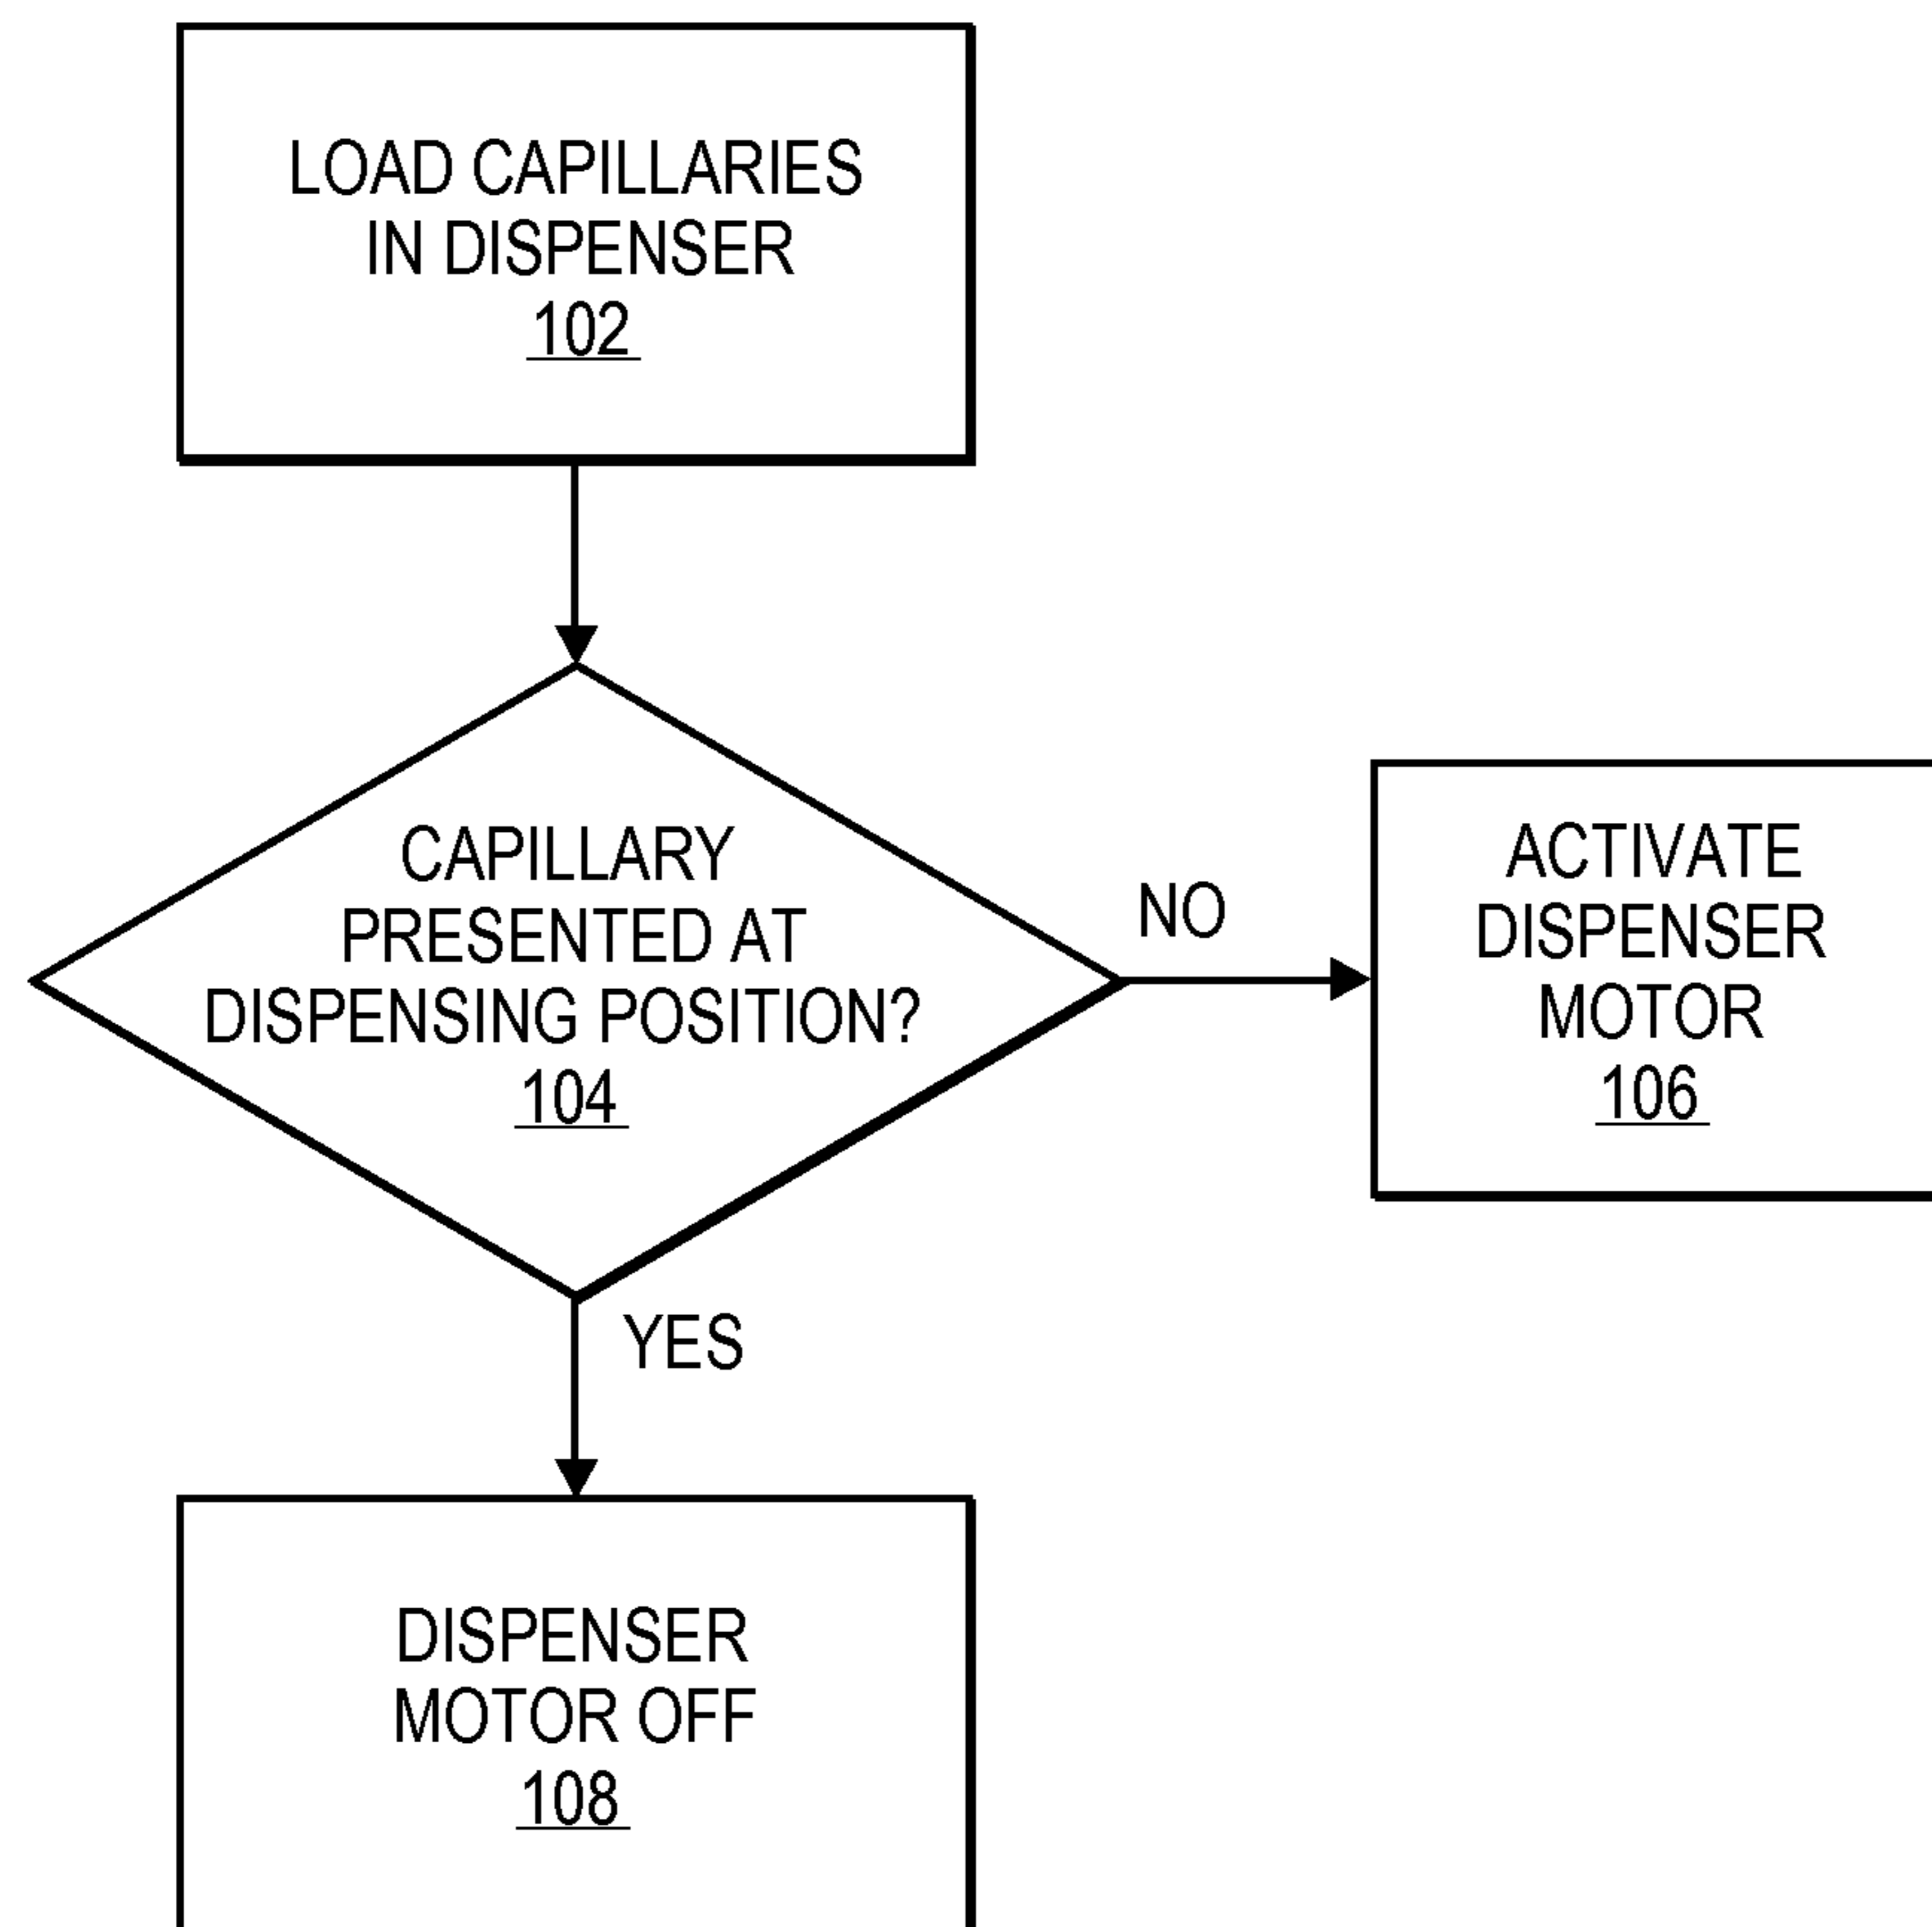 LOAD CAPILLARIES
IN DISPENSER
102
CAPILLARY
PRESENTED AT
DISPENSING POSITION?
104
NO
ACTIVATE
DISPENSER
MOTOR
106
YES
DISPENSER
MOTOR OFF
108